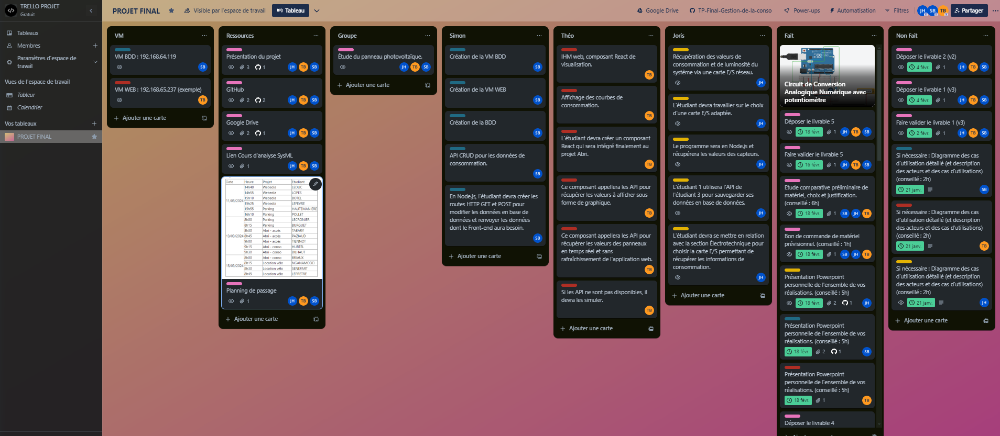 TRELLO PROJET
Gratuit
Tableaux
Membres
Paramètres d'espace de
travail
Vues de l'espace de travail
Tableur
Calendrier
Vos tableaux
PROJET FINAL
PROJET FINAL
Visible par l'espace de travail
Tableau
Google Drive
TP-Final-Gestion-de-la-conso
Power-ups
Automatisation
Filtres
JH SB TB
Partager
VM
VM BDD : 192.168.64.119
SB
VM WEB : 192.168.65.237 (exemple)
TB
Ajouter une carte
Ressources
Présentation du projet
3 1 JH TB SB
GitHub
2 2 JH TB SB
Google Drive
2 1 JH TB SB
Lien Cours d'analyse SysML
1 JH TB SB
Date Heure Projet Etudiant
14h40 Webedia LEDUC
14h55 Webedia LOPES
15h10 Webedia BOTEL
11/03/2024 15h25 Webedia LEFEVRE
15h55 Parking HAUTEMANIERE
16h10 Parking POLLET
8h00 Parking LECRONIER
8h15 Parking BURGUET
8h30 Abri - accès TABARY
13/03/2024 8h45 Abri - accès PAZIAUD
9h00 Abri - accès TIENNOT
9h15 Abri - conso HURTEL
9h30 Abri - conso BILHAUT
8h00 Abri - conso BRIAUX
15/03/2024 8h15 Location vélo NGANAMODEI
8h30 Location vélo SENEPART
8h45 Location vélo LEPRETRE
Planning de passage
1 JH TB SB
Ajouter une carte
Groupe
Étude du panneau photovoltaïque.
JH TB SB
Ajouter une carte
Simon
Création de la VM BDD
SB
Création de la VM WEB
SB
Création de la BDD
SB
API CRUD pour les données de
consommation.
SB
En Node.js, l'étudiant devra créer les
routes HTTP GET et POST pour
modifier les données en base de
données et renvoyer les données
dont le Front-end aura besoin.
SB
Ajouter une carte
Théo
IHM web, composant React de
visualisation.
TB
Affichage des courbes de
consommation.
TB
L'étudiant devra créer un composant
React qui sera intégré finalement au
projet Abri.
TB
Ce composant appellera les API pour
récupérer les valeurs à afficher sous
forme de graphique.
TB
Ce composant appellera les API pour
récupérer les valeurs des panneaux
en temps réel et sans
rafraîchissement de l'application web.
TB
Si les API ne sont pas disponibles, il
devra les simuler.
TB
Ajouter une carte
Joris
Récupération des valeurs de
consommation et de luminosité du
système via une carte E/S réseau.
JH
L'étudiant devra travailler sur le choix
d'une carte E/S adaptée.
JH
Le programme sera en Node.js et
récupérera les valeurs des capteurs.
JH
L'étudiant 1 utilisera l'API de
l'étudiant 3 pour sauvegarder ses
données en base de données.
JH
L'étudiant devra se mettre en relation
avec la section Électrotechnique pour
choisir la carte E/S permettant de
récupérer les informations de
consommation.
JH
Ajouter une carte
Fait
Circuit de Conversion
Analogique Numérique avec
potentiomètre
Déposer le livrable 5
18 févr. 1 JH TB SB
Faire valider le livrable 5
16 févr. 1 JH TB SB
Etude comparative préliminaire de
matériel, choix et justification.
(conseillé : 6h)
18 févr. 1 SB JH TB
Bon de commande de matériel
prévisionnel. (conseillé : 1h)
18 févr. 1 SB JH TB
Présentation Powerpoint
personnelle de l'ensemble de vos
réalisations. (conseillé : 5h)
18 févr. 2 1 JH
Présentation Powerpoint
personnelle de l'ensemble de vos
réalisations. (conseillé : 5h)
18 févr. 2 1 SB
Présentation Powerpoint
personnelle de l'ensemble de vos
réalisations. (conseillé : 5h)
18 févr. 1 TB
Déposer le livrable 4
Non Fait
Déposer le livrable 2 (v2)
4 févr. 1 JH TB SB
Déposer le livrable 1 (v3)
4 févr. 1 JH TB SB
Faire valider le livrable 1 (v3)
2 févr. 1 JH TB SB
Si nécessaire : Diagramme des cas
d'utilisation détaillé (et description
des acteurs et des cas d'utilisations)
(conseillé : 2h)
21 janv. SB
Si nécessaire : Diagramme des cas
d'utilisation détaillé (et description
des acteurs et des cas d'utilisations)
(conseillé : 2h)
21 janv. TB
Si nécessaire : Diagramme des cas
d'utilisation détaillé (et description
des acteurs et des cas d'utilisations)
(conseillé : 2h)
21 janv. JH
Ajouter une carte